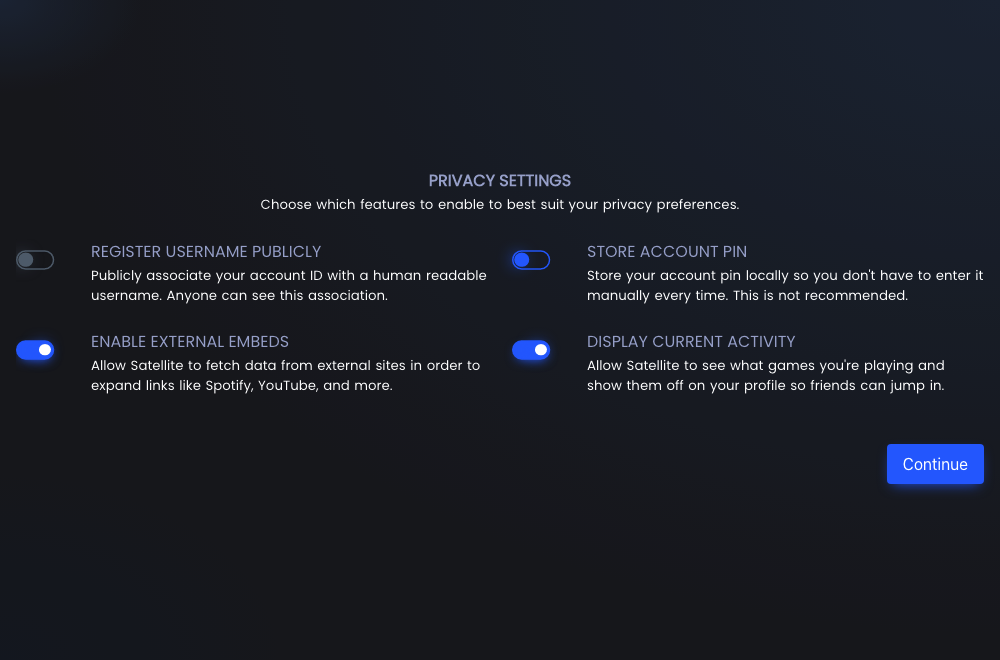 PRIVACY SETTINGS
Choose which features to enable to best suit your privacy preferences.
REGISTER USERNAME PUBLICLY
Publicly associate your account ID with a human readable
username. Anyone can see this association.
STORE ACCOUNT PIN
Store your account pin locally so you don't have to enter it
manually every time. This is not recommended.
ENABLE EXTERNAL EMBEDS
Allow Satellite to fetch data from external sites in order to
expand links like Spotify, YouTube, and more.
DISPLAY CURRENT ACTIVITY
Allow Satellite to see what games you're playing and
show them off on your profile so friends can jump in.
Continue